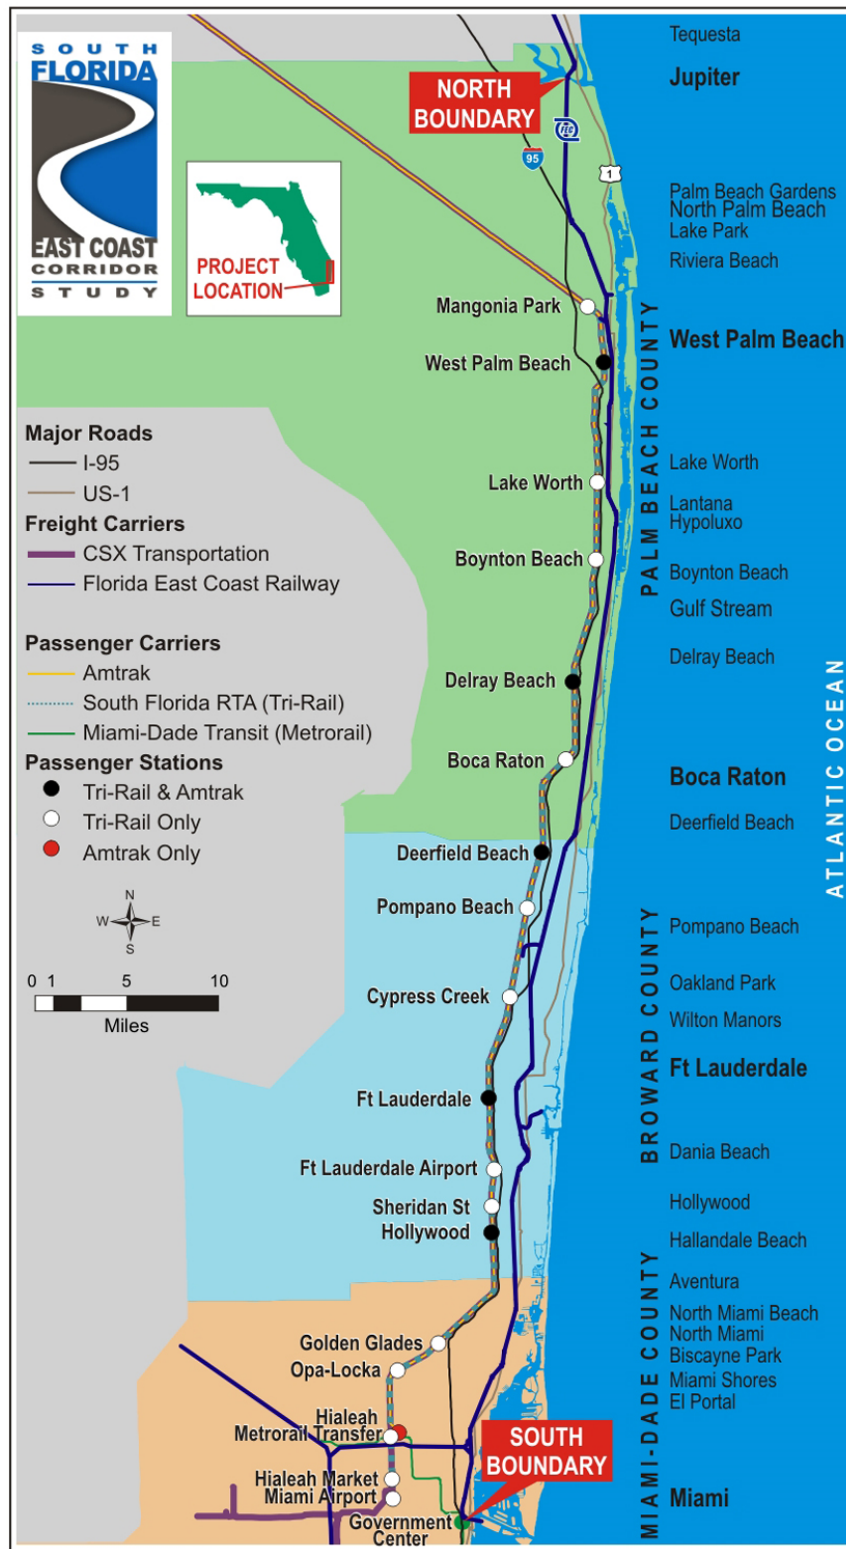 SOUTH
FLORIDA
EAST COAST
CORRIDOR
STUDY
PROJECT
LOCATION
NORTH
BOUNDARY
FEC
95
1
Tequesta
Jupiter
Palm Beach Gardens
North Palm Beach
Lake Park
Riviera Beach
West Palm Beach
Lake Worth
Lantana
Hypoluxo
Boynton Beach
Gulf Stream
Delray Beach
Boca Raton
Deerfield Beach
Pompano Beach
Oakland Park
Wilton Manors
Ft Lauderdale
Dania Beach
Hollywood
Hallandale Beach
Aventura
North Miami Beach
North Miami
Biscayne Park
Miami Shores
El Portal
Miami
PALM BEACH COUNTY
BROWARD COUNTY
MIAMI-DADE COUNTY
ATLANTIC OCEAN
Mangonia Park
West Palm Beach
Lake Worth
Boynton Beach
Delray Beach
Boca Raton
Deerfield Beach
Pompano Beach
Cypress Creek
Ft Lauderdale
Ft Lauderdale Airport
Sheridan St
Hollywood
Golden Glades
Opa-Locka
Hialeah
Metrorail Transfer
Hialeah Market
Miami Airport
Government
Center
SOUTH
BOUNDARY
Major Roads
I-95
US-1
Freight Carriers
CSX Transportation
Florida East Coast Railway
Passenger Carriers
Amtrak
South Florida RTA (Tri-Rail)
Miami-Dade Transit (Metrorail)
Passenger Stations
Tri-Rail & Amtrak
Tri-Rail Only
Amtrak Only
N
W E
S
0 1 5 10
Miles